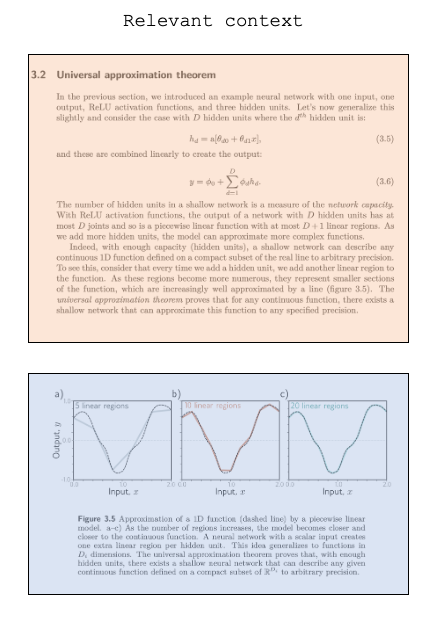 Relevant context
3.2 Universal approximation theorem
In the previous section, we introduced an example neural network with one input, one
output, ReLU activation functions, and three hidden units. Let's now generalize this
slightly and consider the case with D hidden units where the dᵗʰ hidden unit is:
h_d = a[θ_d0 + θ_d1x], (3.5)
and these are combined linearly to create the output:
y = ϕ₀ + ∑_{d=1}^{D} ϕ_d h_d. (3.6)
The number of hidden units in a shallow network is a measure of the network capacity.
With ReLU activation functions, the output of a network with D hidden units has at
most D joints and so is a piecewise linear function with at most D + 1 linear regions. As
we add more hidden units, the model can approximate more complex functions.
Indeed, with enough capacity (hidden units), a shallow network can describe any
continuous 1D function defined on a compact subset of the real line to arbitrary precision.
To see this, consider that every time we add a hidden unit, we add another linear region to
the function. As these regions become more numerous, they represent smaller sections
of the function, which are increasingly well approximated by a line (figure 3.5). The
universal approximation theorem proves that for any continuous function, there exists a
shallow network that can approximate this function to any specified precision.
a) b) c)
5 linear regions 10 linear regions 20 linear regions
1.0
0.0
-1.0
Output, y
0.0 1.0 2.0 0.0 1.0 2.0 0.0 1.0 2.0
Input, x Input, x Input, x
Figure 3.5 Approximation of a 1D function (dashed line) by a piecewise linear
model. a–c) As the number of regions increases, the model becomes closer and
closer to the continuous function. A neural network with a scalar input creates
one extra linear region per hidden unit. This idea generalizes to functions in
Dᵢ dimensions. The universal approximation theorem proves that, with enough
hidden units, there exists a shallow neural network that can describe any given
continuous function defined on a compact subset of ℝ^{Dᵢ} to arbitrary precision.